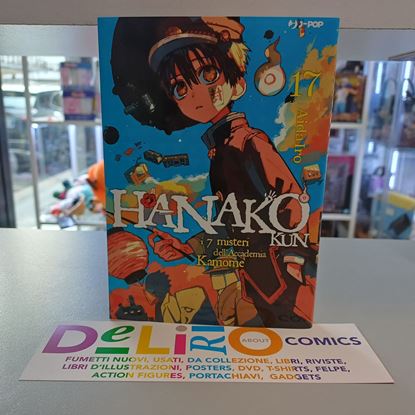 J-POP
17
AidaIro
HANAKO
KUN
i 7 misteri
dell'Accademia
Kamome
DeLiRiO
ABOUT
COMICS
FUMETTI NUOVI, USATI, DA COLLEZIONE, LIBRI, RIVISTE,
LIBRI D'ILLUSTRAZIONI, POSTERS, DVD, T-SHIRTS, FELPE,
ACTION FIGURES, PORTACHIAVI, GADGETS